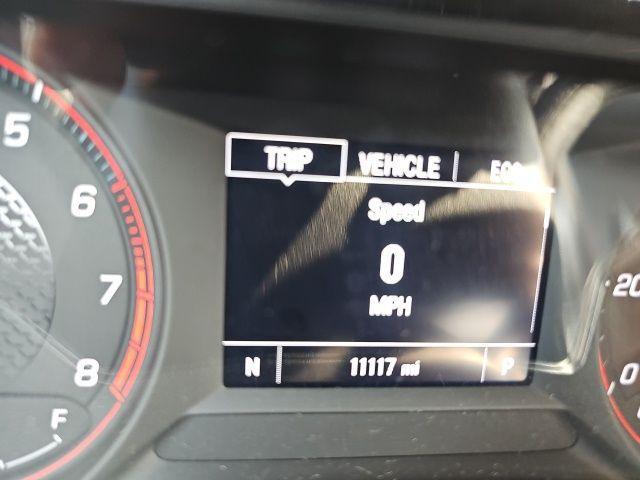 TRIP VEHICLE
Speed
0
MPH
N 11117 mi P
5
6
7
8
F
20
0